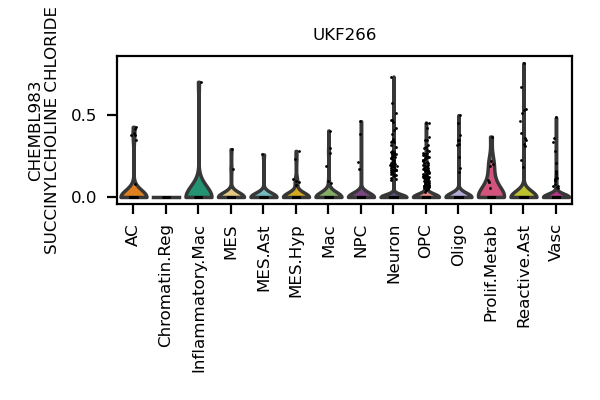 UKF266
CHEMBL983
SUCCINYLCHOLINE CHLORIDE
0.5
0.0
AC
Chromatin.Reg
Inflammatory.Mac
MES
MES.Ast
MES.Hyp
Mac
NPC
Neuron
OPC
Oligo
Prolif.Metab
Reactive.Ast
Vasc